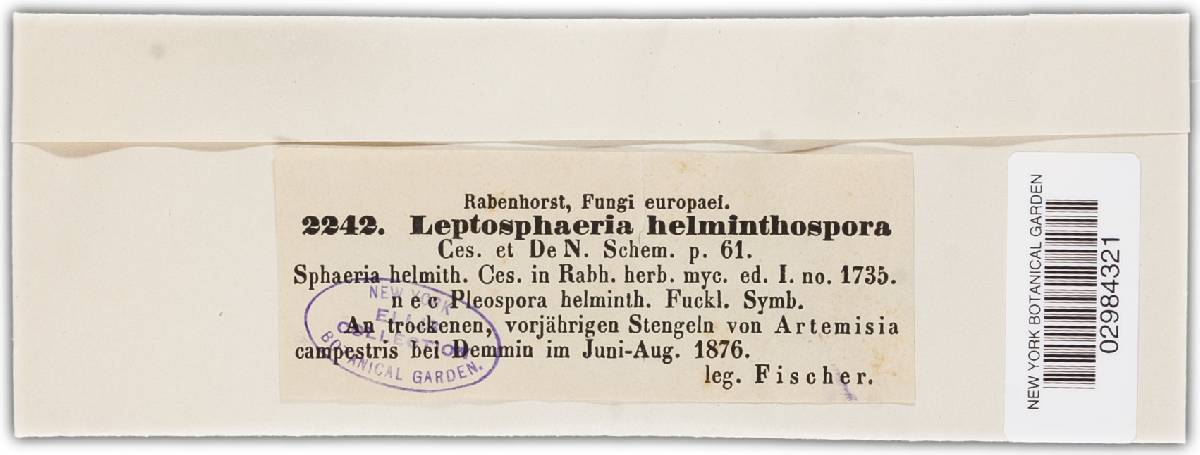 Rabenhorst, Fungi europaei.
2242. Leptosphaeria helminthospora
Ces. et De N. Schem. p. 61.
Sphaeria helmith. Ces. in Rabh. herb. myc. ed. I. no. 1735.
nec Pleospora helminth. Fuckl. Symb.
An trockenen, vorjährigen Stengeln von Artemisia
campestris bei Demmin im Juni-Aug. 1876.
leg. Fischer.
NEW YORK
ELLIS
COLLECTION
BOTANICAL GARDEN.
NEW YORK BOTANICAL GARDEN
02984321